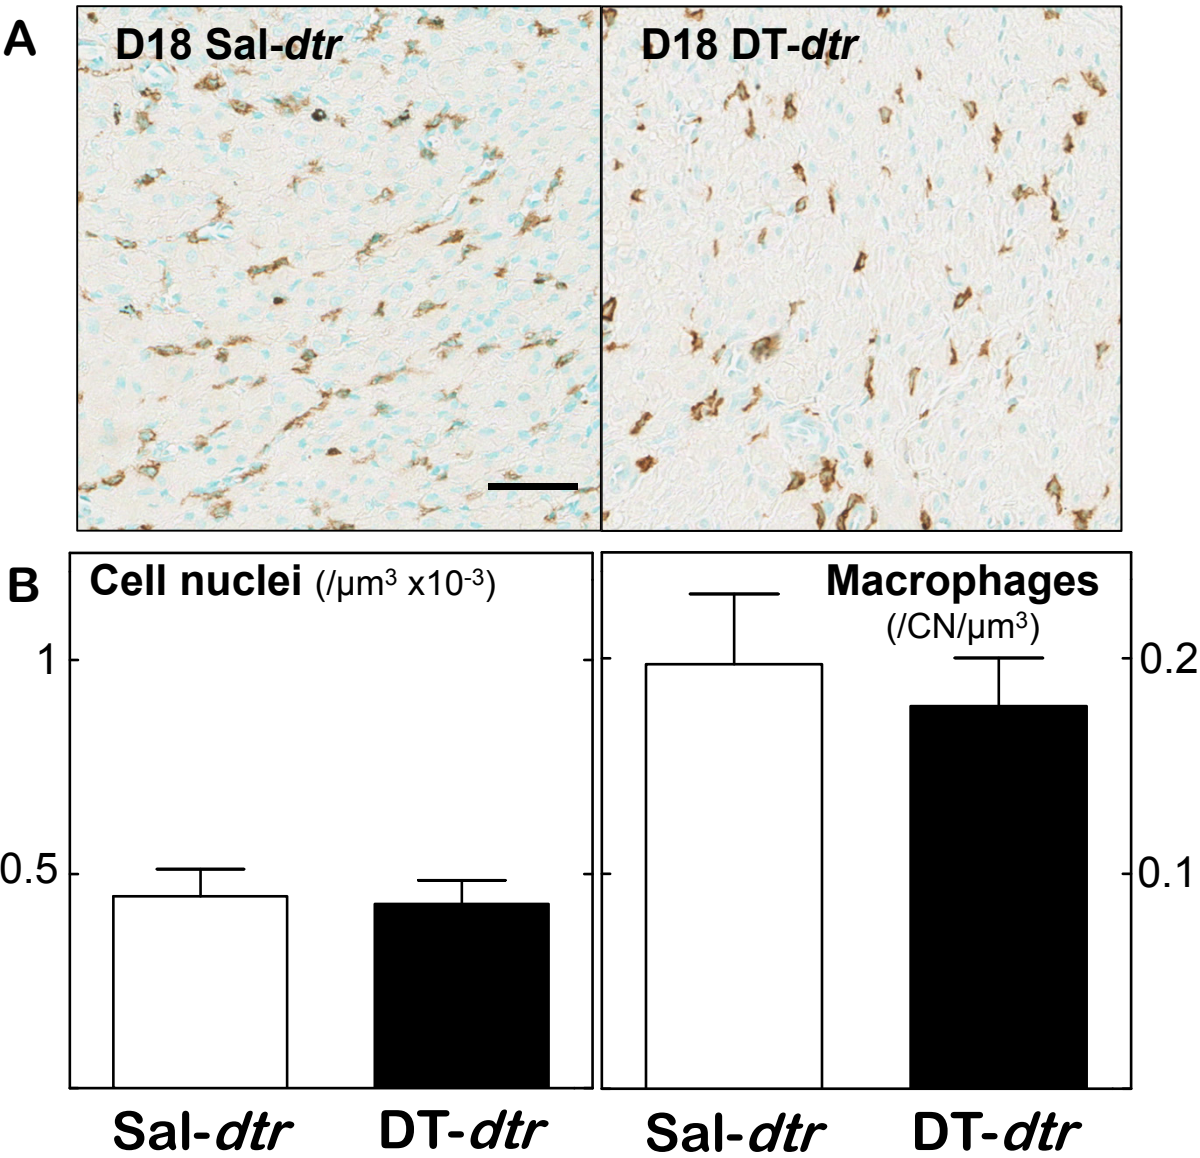 A
D18 Sal-dtr
D18 DT-dtr
B
Cell nuclei (/µm³ x10⁻³)
Macrophages
(/CN/µm³)
1
0.5
0.2
0.1
Sal-dtr
DT-dtr
Sal-dtr
DT-dtr